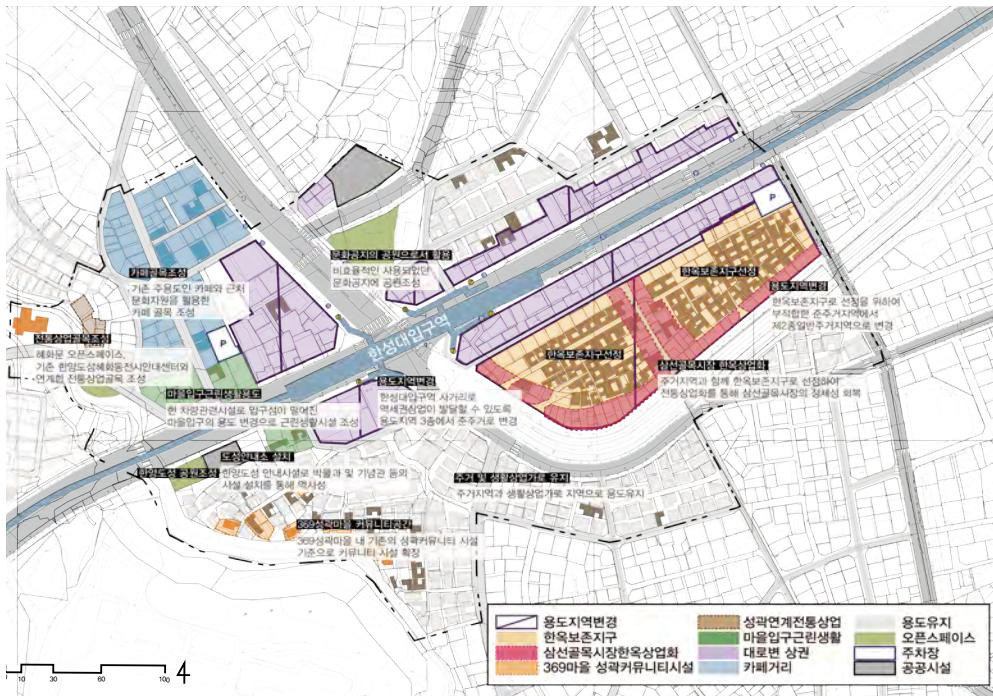 문화공지의 공원으로서 활용
비효율적인 사용되었던
문화공지에 공원조성
카페골목조성
기존 주용도인 카페와 근처
문화자원을 활용한
카페 골목 조성
P
한옥보존지구선정
용도지역변경
한옥보존지구로 선정을 위하여
부적합한 준주거지역에서
제2종일반주거지역으로 변경
한성대입구역
전통상업골목조성
혜화문 오픈스페이스,
기존 한양도성혜화동전시안내센터와
연계한 전통상업골목 조성
P
한옥보존지구선정
삼선골목시장 한옥상업화
주거지역과 함께 한옥보존지구로 선정하여
전통상업화를 통해 삼선골목시장의 정체성 회복
마을입구근린생활용도
현 차량관련시설로 입구성이 떨어진
마을입구의 용도 변경으로 근린생활시설 조성
용도지역변경
한성대입구역 사거리로
역세권상업이 발달할 수 있도록
용도지역 3종에서 준주거로 변경
도성안내소 설치
한양도성 안내시설로 박물관 및 기념관 등의
시설 설치를 통해 역사성
한양도성 공원조성
주거 및 생활상업가로 유지
주거지역과 생활상업가로 지역으로 용도유지
369성곽마을 커뮤니티공간
369성곽마을 내 기존의 성곽커뮤니티 시설
기준으로 커뮤니티 시설 확장
용도지역변경
한옥보존지구
삼선골목시장한옥상업화
369마을 성곽커뮤니티시설
성곽연계전통상업
마을입구근린생활
대로변 상권
카페거리
용도유지
오픈스페이스
주차장
공공시설
0 10 30 60 100
4